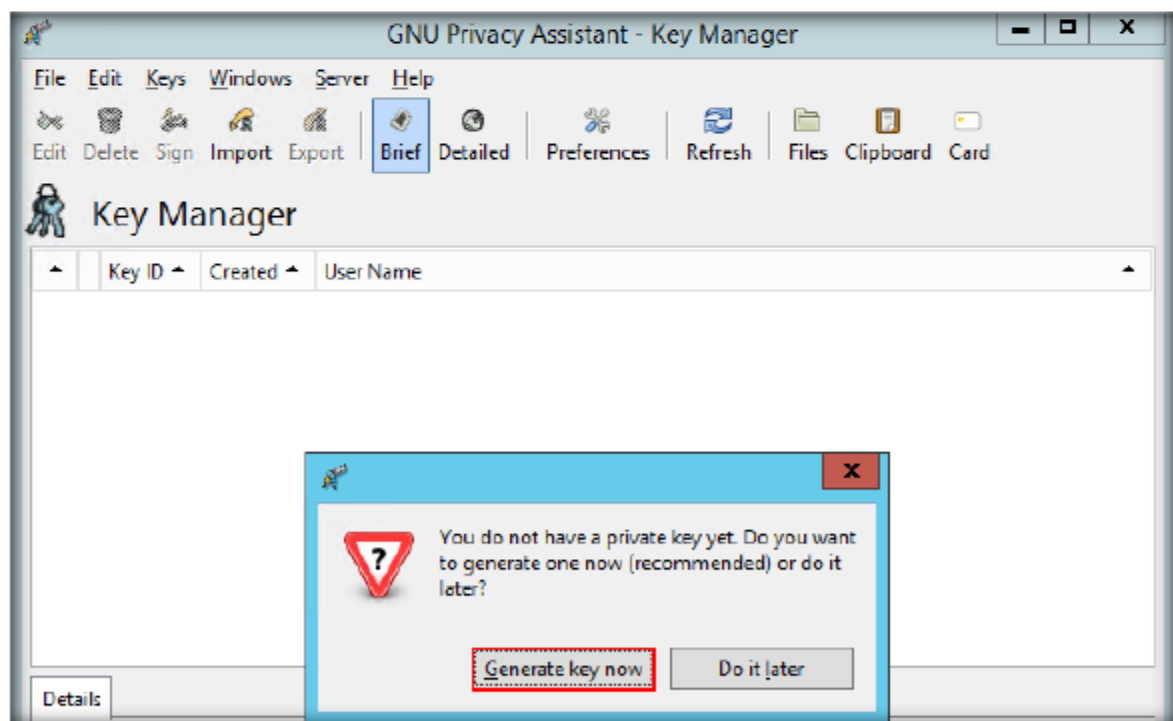 GNU Privacy Assistant - Key Manager
File Edit Keys Windows Server Help
Edit Delete Sign Import Export Brief Detailed Preferences Refresh Files Clipboard Card
Key Manager
Key ID Created User Name
You do not have a private key yet. Do you want
to generate one now (recommended) or do it
later?
Generate key now Do it later
Details